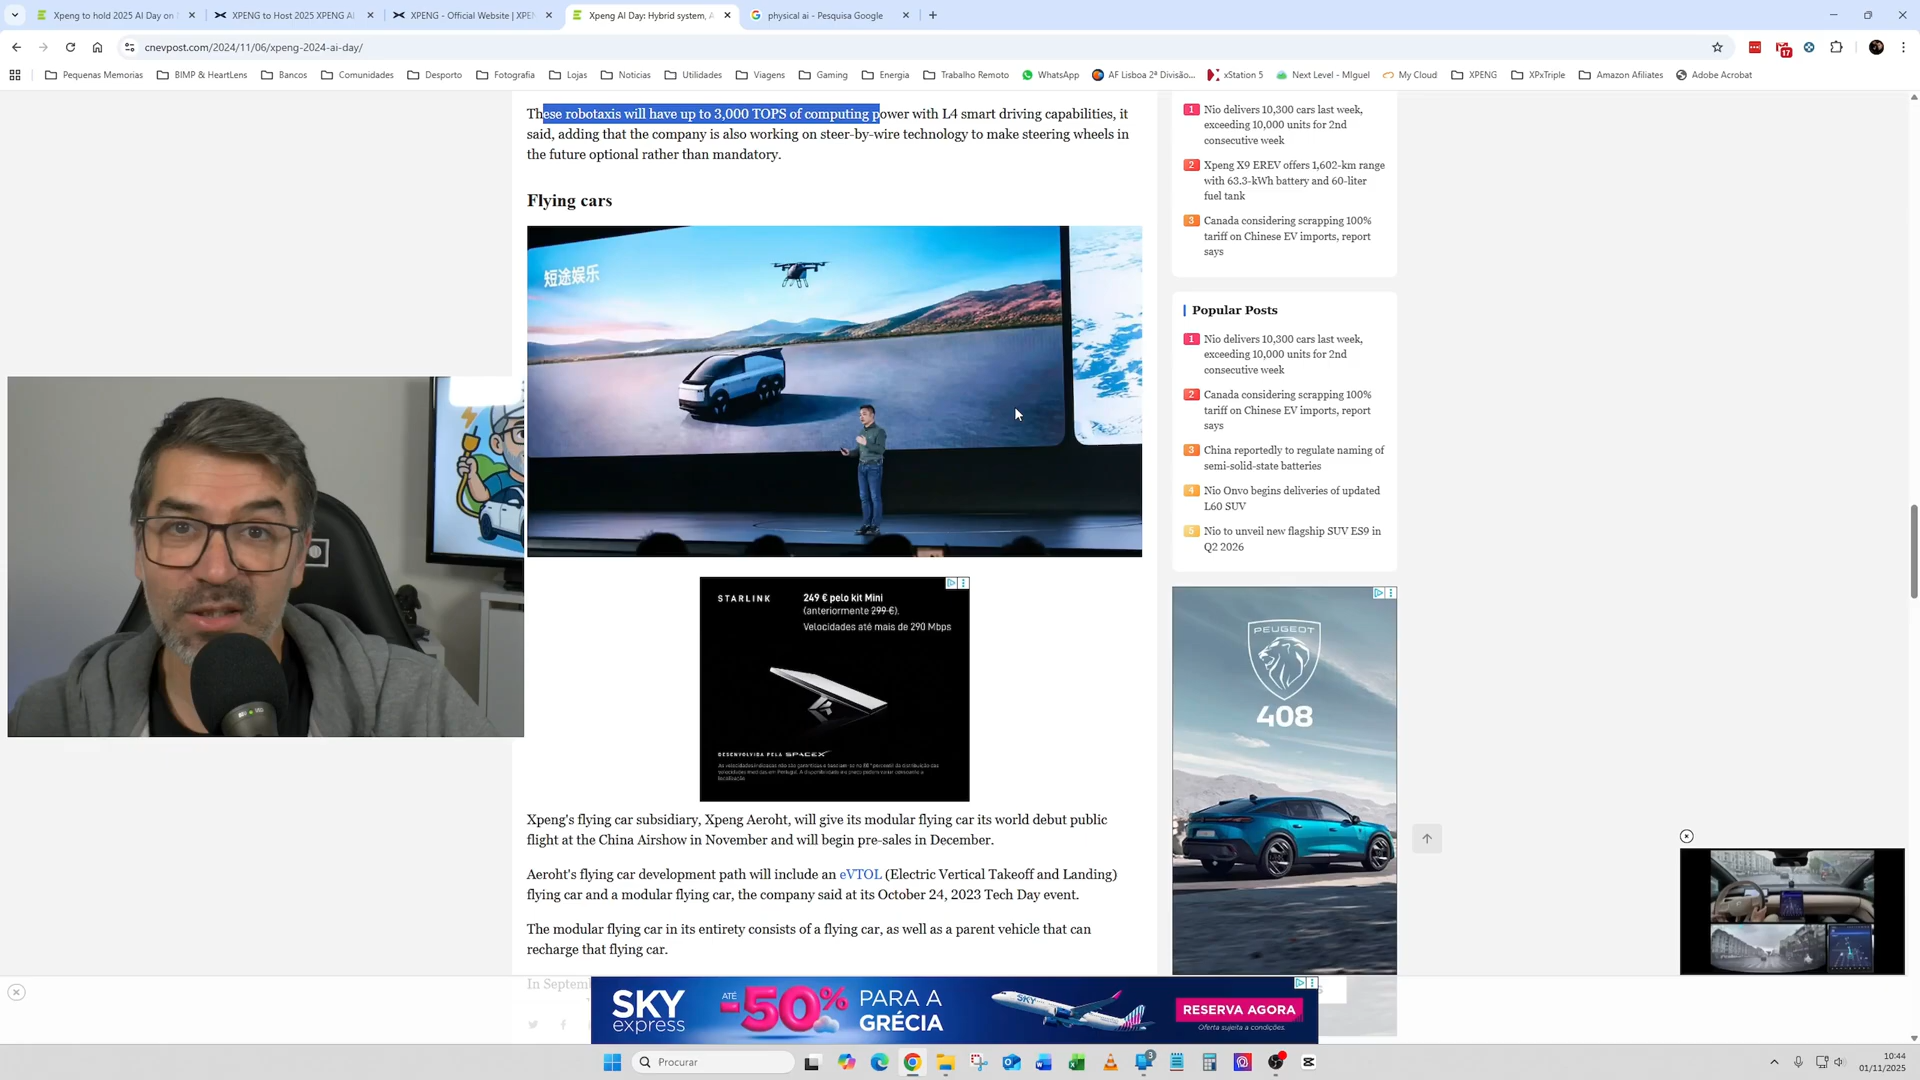 Xpeng to hold 2025 AI Day on
XPENG to Host 2025 XPENG AI
XPENG - Official Website | XPE
Xpeng AI Day: Hybrid system, A
physical ai - Pesquisa Google
cnevpost.com/2024/11/06/xpeng-2024-ai-day/
17
Pequenas Memorias
BIMP & HeartLens
Bancos
Comunidades
Desporto
Fotografia
Lojas
Noticias
Utilidades
Viagens
Gaming
Energia
Trabalho Remoto
WhatsApp
AF Lisboa 2ª Divisão...
xStation 5
Next Level - MIguel
My Cloud
XPENG
XPxTriple
Amazon Afiliates
Adobe Acrobat
These robotaxis will have up to 3,000 TOPS of computing power with L4 smart driving capabilities, it
said, adding that the company is also working on steer-by-wire technology to make steering wheels in
the future optional rather than mandatory.
Flying cars
短途娱乐
STARLINK
249 € pelo kit Mini
(anteriormente 299 €).
Velocidades até mais de 290 Mbps
DESENVOLVIDA PELA SPACEX
Xpeng's flying car subsidiary, Xpeng Aeroht, will give its modular flying car its world debut public
flight at the China Airshow in November and will begin pre-sales in December.
Aeroht's flying car development path will include an eVTOL (Electric Vertical Takeoff and Landing)
flying car and a modular flying car, the company said at its October 24, 2023 Tech Day event.
The modular flying car in its entirety consists of a flying car, as well as a parent vehicle that can
recharge that flying car.
In Septem
1 Nio delivers 10,300 cars last week,
exceeding 10,000 units for 2nd
consecutive week
2 Xpeng X9 EREV offers 1,602-km range
with 63.3-kWh battery and 60-liter
fuel tank
3 Canada considering scrapping 100%
tariff on Chinese EV imports, report
says
Popular Posts
1 Nio delivers 10,300 cars last week,
exceeding 10,000 units for 2nd
consecutive week
2 Canada considering scrapping 100%
tariff on Chinese EV imports, report
says
3 China reportedly to regulate naming of
semi-solid-state batteries
4 Nio Onvo begins deliveries of updated
L60 SUV
5 Nio to unveil new flagship SUV ES9 in
Q2 2026
PEUGEOT
408
SKY
express
ATÉ
-50%
PARA A
GRÉCIA
SKY
RESERVA AGORA
Oferta sujeita a condições.
Procurar
3
10:44
01/11/2025